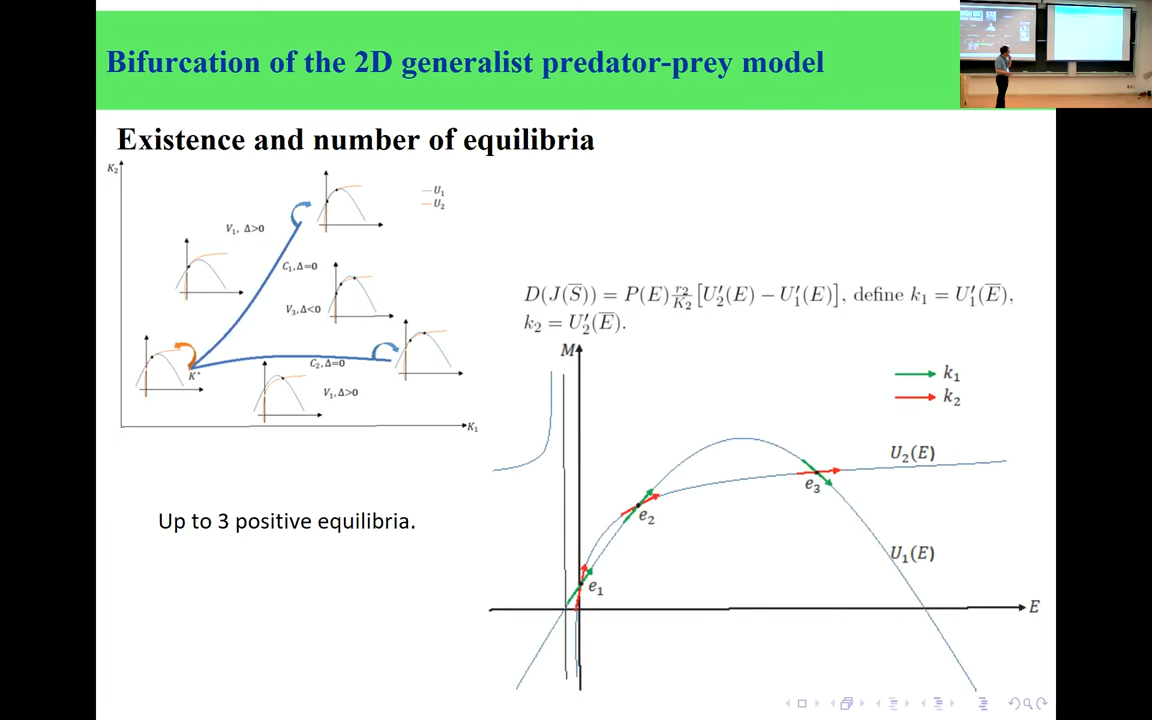 Bifurcation of the 2D generalist predator-prey model
Existence and number of equilibria
K₂
U₁
U₂
V₁, Δ>0
C₁,Δ=0
V₃,Δ<0
K*
C₂,Δ=0
V₁,Δ>0
K₁
Up to 3 positive equilibria.
D(J(S̅)) = P(E) r₂/K₂ [U₂′(E) − U₁′(E)], define k₁ = U₁′(E̅),
k₂ = U₂′(E̅).
M
k₁
k₂
U₂(E)
e₃
e₂
U₁(E)
e₁
E